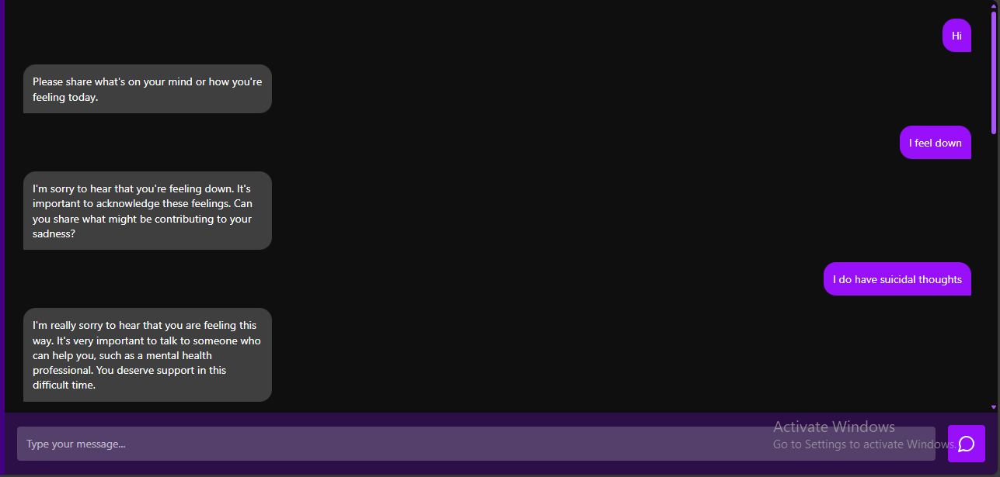 Hi
Please share what's on your mind or how you're
feeling today.
I feel down
I'm sorry to hear that you're feeling down. It's
important to acknowledge these feelings. Can
you share what might be contributing to your
sadness?
I do have suicidal thoughts
I'm really sorry to hear that you are feeling this
way. It's very important to talk to someone who
can help you, such as a mental health
professional. You deserve support in this
difficult time.
Activate Windows
Type your message...
Go to Settings to activate Windows.